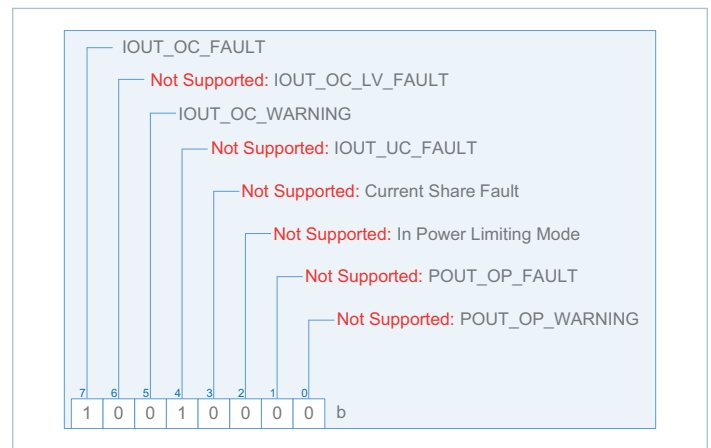 IOUT_OC_FAULT
Not Supported: IOUT_OC_LV_FAULT
IOUT_OC_WARNING
Not Supported: IOUT_UC_FAULT
Not Supported: Current Share Fault
Not Supported: In Power Limiting Mode
Not Supported: POUT_OP_FAULT
Not Supported: POUT_OP_WARNING
7 6 5 4 3 2 1 0
1 0 0 1 0 0 0 0 b